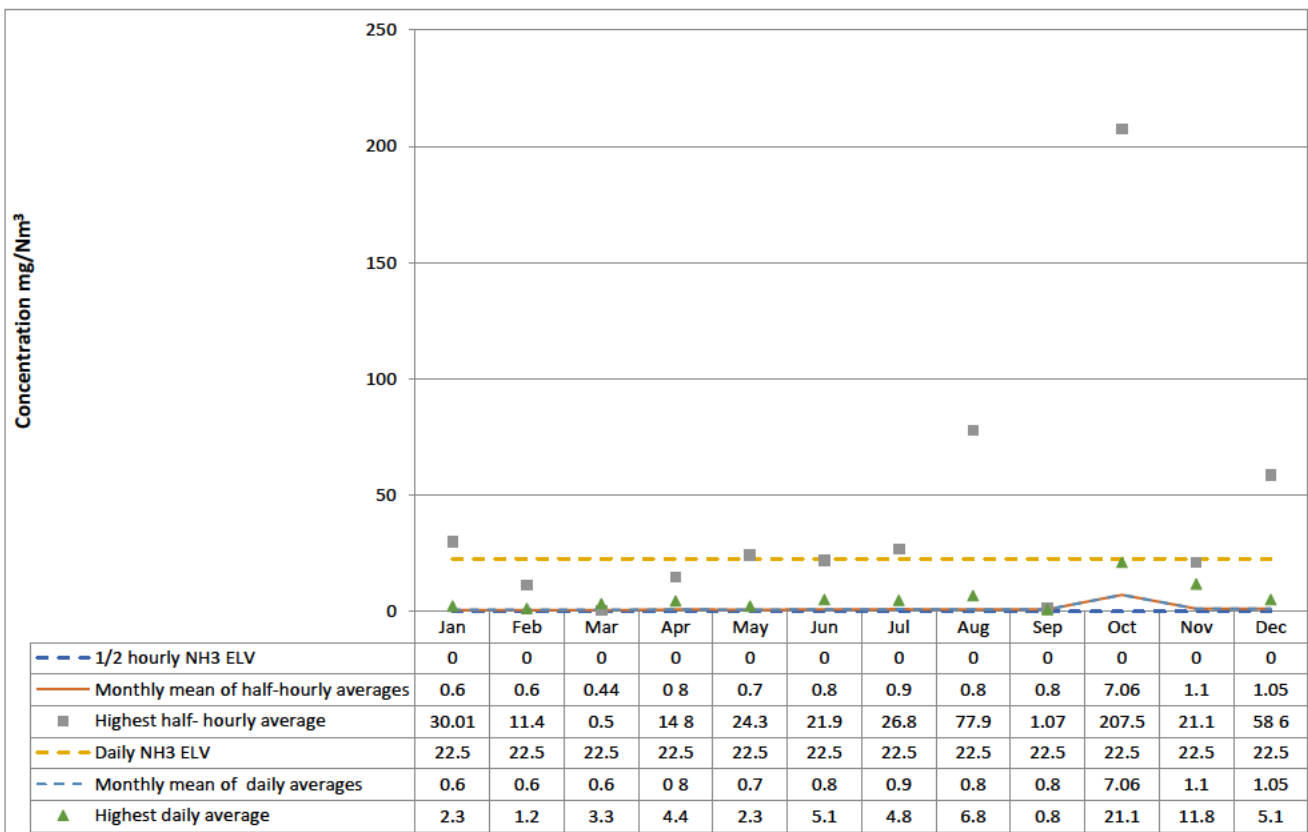 250
200
150
100
50
0
Concentration mg/Nm³
Jan Feb Mar Apr May Jun Jul Aug Sep Oct Nov Dec
1/2 hourly NH3 ELV 0 0 0 0 0 0 0 0 0 0 0 0
Monthly mean of half-hourly averages 0.6 0.6 0.44 0 8 0.7 0.8 0.9 0.8 0.8 7.06 1.1 1.05
Highest half- hourly average 30.01 11.4 0.5 14 8 24.3 21.9 26.8 77.9 1.07 207.5 21.1 58 6
Daily NH3 ELV 22.5 22.5 22.5 22.5 22.5 22.5 22.5 22.5 22.5 22.5 22.5 22.5
Monthly mean of daily averages 0.6 0.6 0.6 0 8 0.7 0.8 0.9 0.8 0.8 7.06 1.1 1.05
Highest daily average 2.3 1.2 3.3 4.4 2.3 5.1 4.8 6.8 0.8 21.1 11.8 5.1